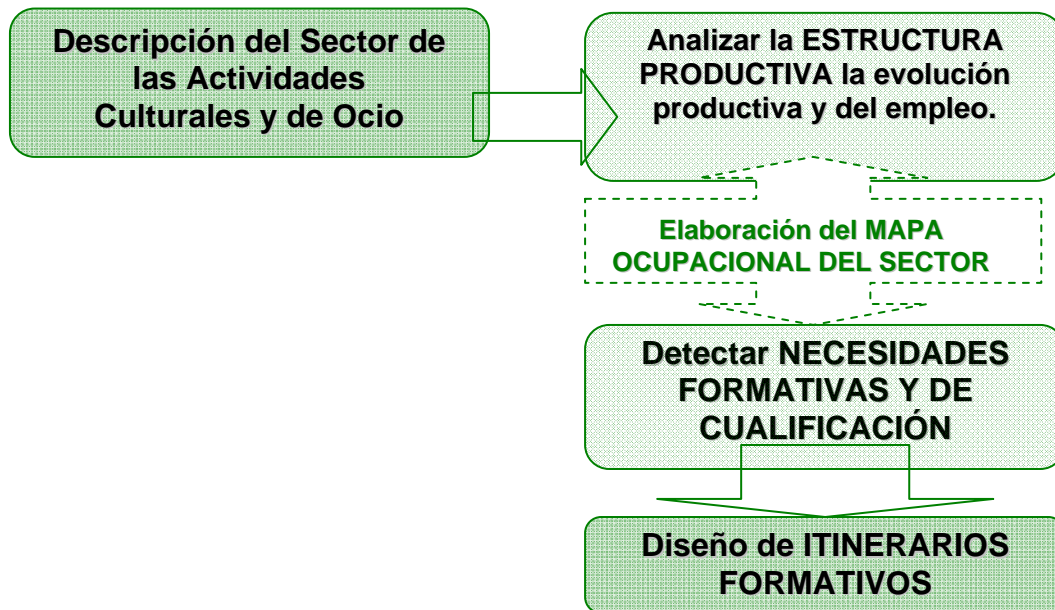 Descripción del Sector de
las Actividades
Culturales y de Ocio
Analizar la ESTRUCTURA
PRODUCTIVA la evolución
productiva y del empleo.
Elaboración del MAPA
OCUPACIONAL DEL SECTOR
Detectar NECESIDADES
FORMATIVAS Y DE
CUALIFICACIÓN
Diseño de ITINERARIOS
FORMATIVOS